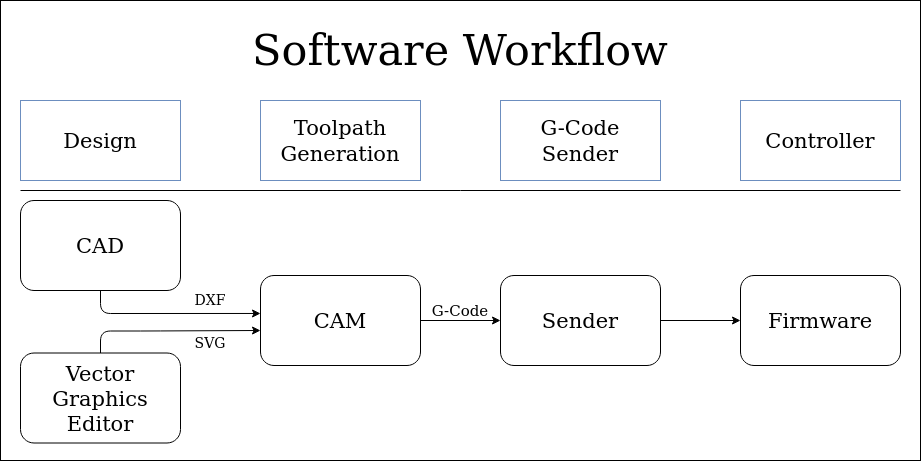 Software Workflow
Design
Toolpath
Generation
G-Code
Sender
Controller
CAD
DXF
SVG
Vector
Graphics
Editor
CAM
G-Code
Sender
Firmware